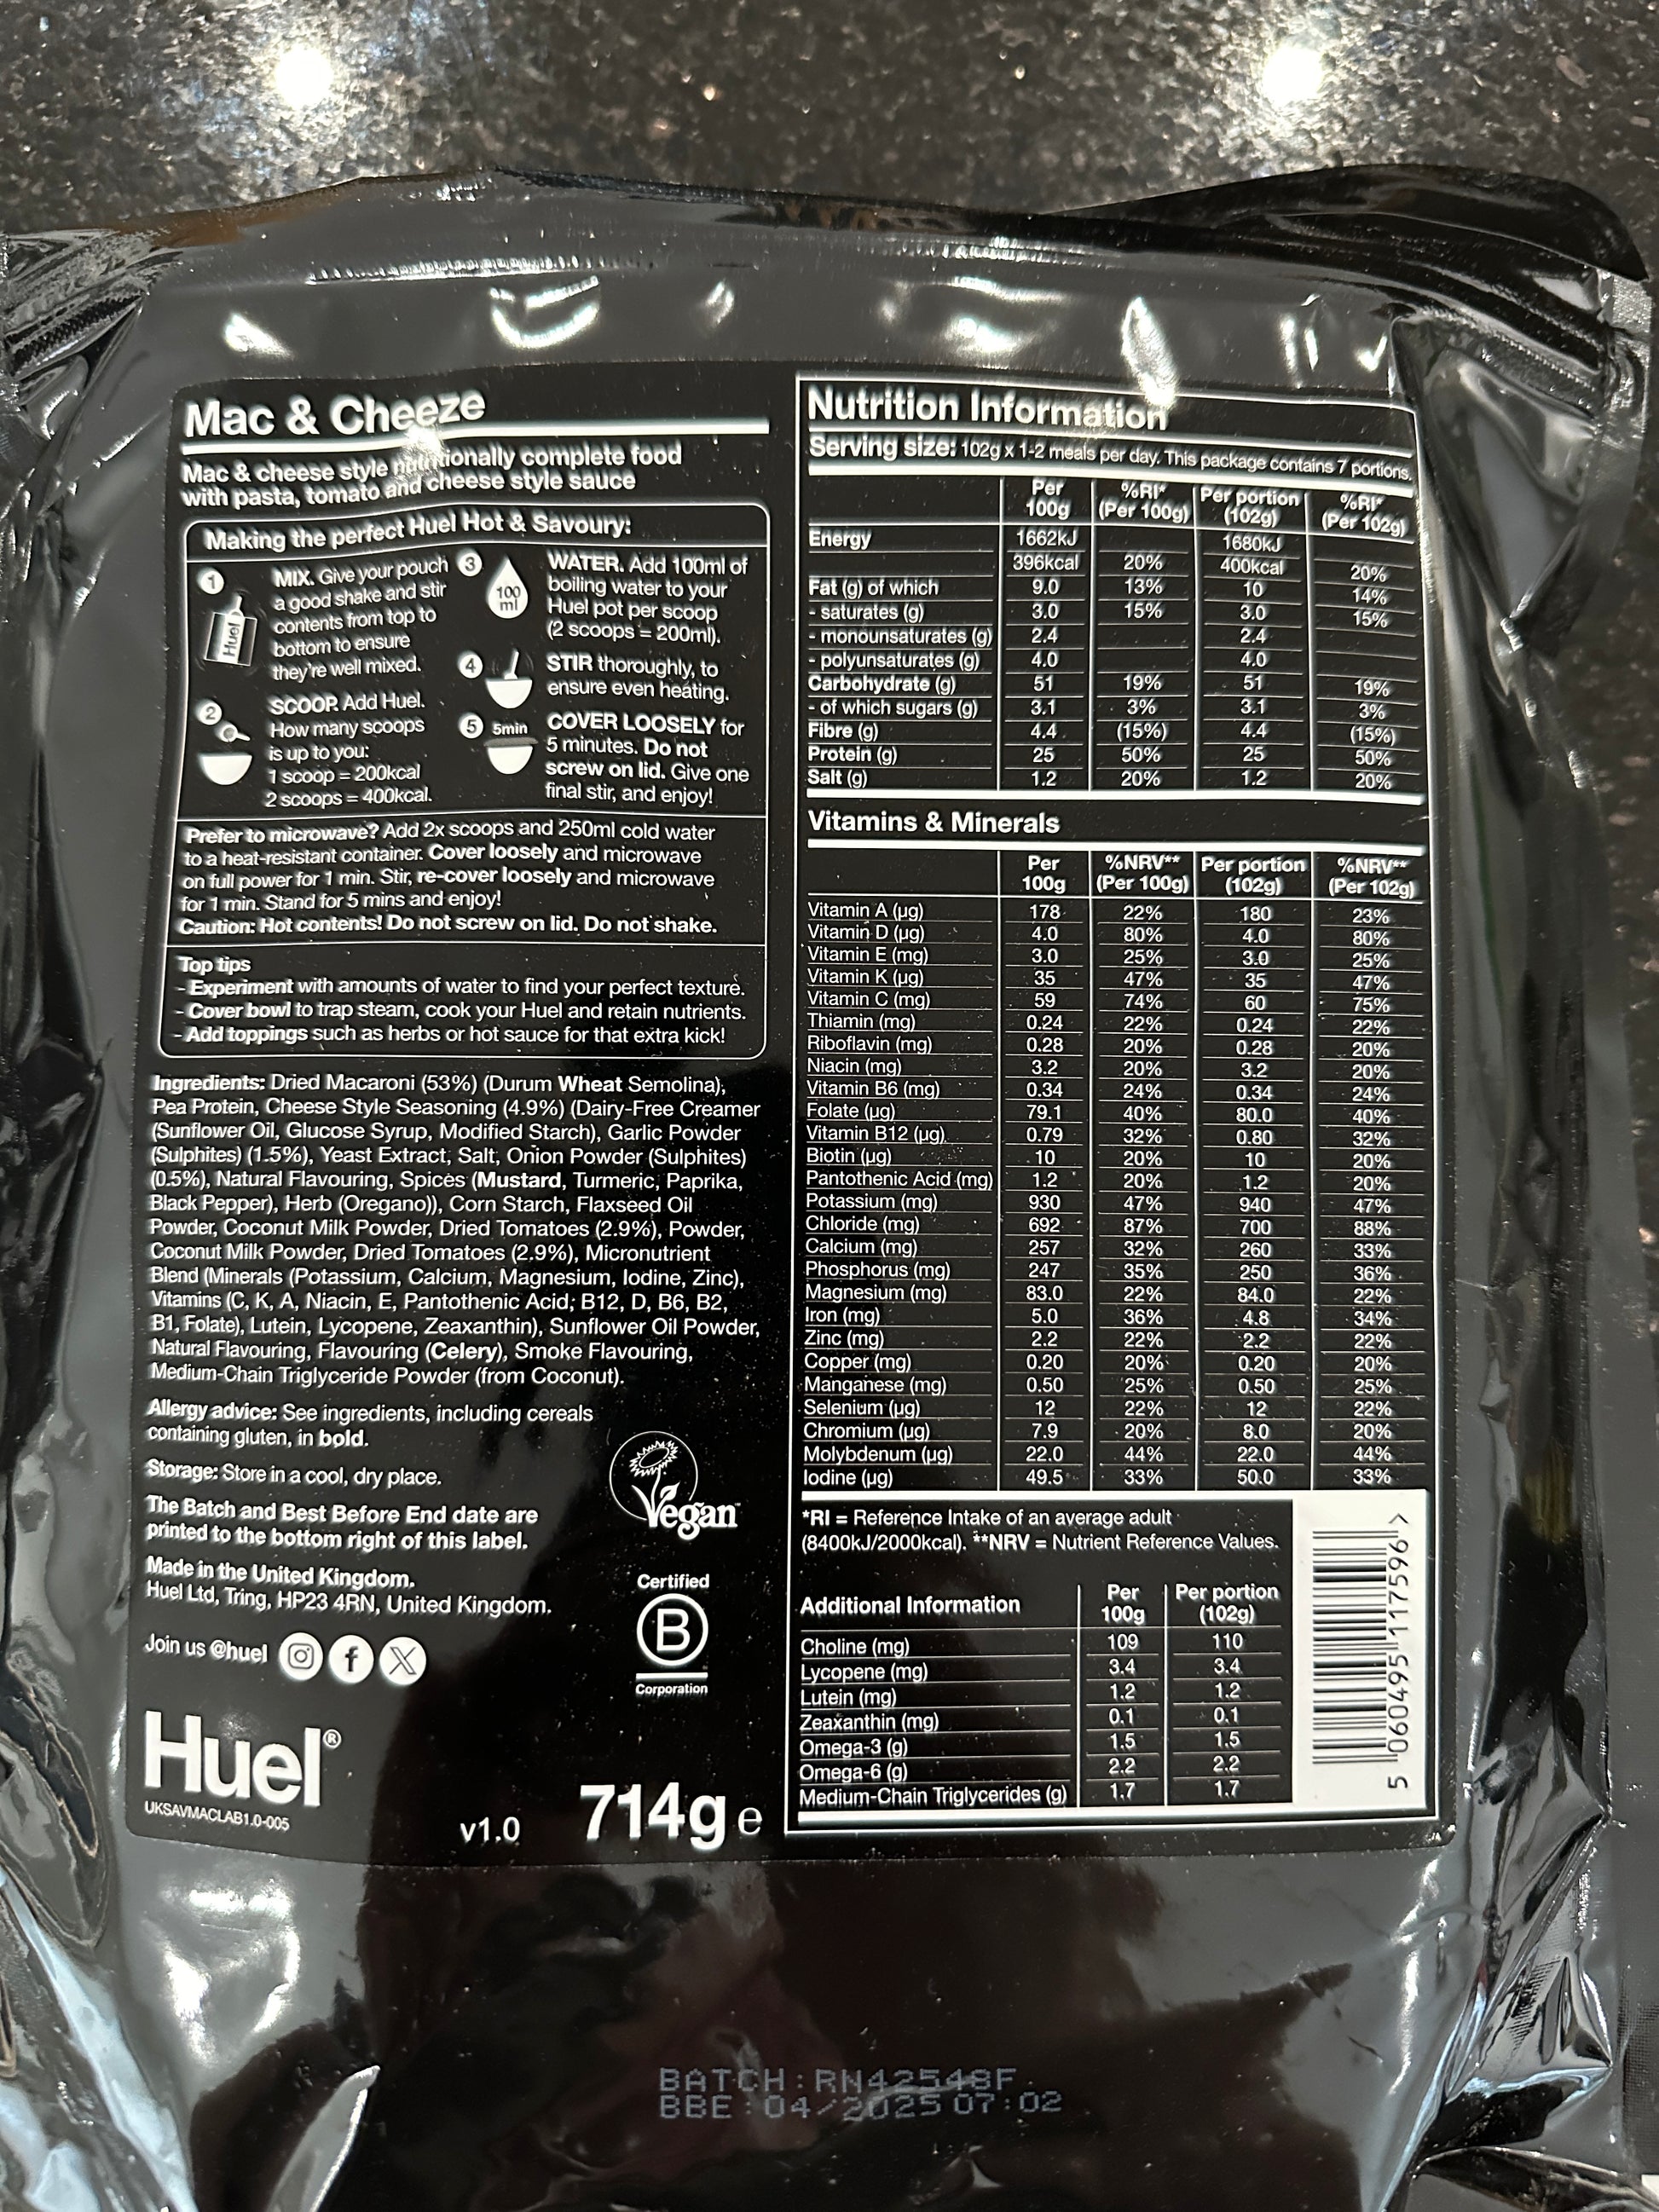 Mac & Cheeze
Mac & cheese style nutritionally complete food
with pasta, tomato and cheese style sauce
Making the perfect Huel Hot & Savoury:
1
Huel
MIX. Give your pouch
a good shake and stir
contents from top to
bottom to ensure
they're well mixed.
2
SCOOP. Add Huel.
How many scoops
is up to you:
1 scoop = 200kcal
2 scoops = 400kcal.
3
100
ml
WATER. Add 100ml of
boiling water to your
Huel pot per scoop
(2 scoops = 200ml).
4
STIR thoroughly, to
ensure even heating.
5
5min
COVER LOOSELY for
5 minutes. Do not
screw on lid. Give one
final stir, and enjoy!
Prefer to microwave? Add 2x scoops and 250ml cold water
to a heat-resistant container. Cover loosely and microwave
on full power for 1 min. Stir, re-cover loosely and microwave
for 1 min. Stand for 5 mins and enjoy!
Caution: Hot contents! Do not screw on lid. Do not shake.
Top tips
- Experiment with amounts of water to find your perfect texture.
- Cover bowl to trap steam, cook your Huel and retain nutrients.
- Add toppings such as herbs or hot sauce for that extra kick!
Ingredients: Dried Macaroni (53%) (Durum Wheat Semolina),
Pea Protein, Cheese Style Seasoning (4.9%) (Dairy-Free Creamer
(Sunflower Oil, Glucose Syrup, Modified Starch), Garlic Powder
(Sulphites) (1.5%), Yeast Extract, Salt, Onion Powder (Sulphites)
(0.5%), Natural Flavouring, Spices (Mustard, Turmeric, Paprika,
Black Pepper), Herb (Oregano)), Corn Starch, Flaxseed Oil
Powder, Coconut Milk Powder, Dried Tomatoes (2.9%), Powder,
Coconut Milk Powder, Dried Tomatoes (2.9%), Micronutrient
Blend (Minerals (Potassium, Calcium, Magnesium, Iodine, Zinc),
Vitamins (C, K, A, Niacin, E, Pantothenic Acid; B12, D, B6, B2,
B1, Folate), Lutein, Lycopene, Zeaxanthin), Sunflower Oil Powder,
Natural Flavouring, Flavouring (Celery), Smoke Flavouring,
Medium-Chain Triglyceride Powder (from Coconut).
Allergy advice: See ingredients, including cereals
containing gluten, in bold.
Storage: Store in a cool, dry place.
The Batch and Best Before End date are
printed to the bottom right of this label.
Made in the United Kingdom.
Huel Ltd, Tring, HP23 4RN, United Kingdom.
Join us @huel
Vegan™
Certified
B
Corporation
Huel®
UKSAVMACLAB1.0-005
v1.0
714g e
Nutrition Information
Serving size: 102g x 1-2 meals per day. This package contains 7 portions.
Per 100g %RI* (Per 100g) Per portion (102g) %RI* (Per 102g)
Energy 1662kJ 1680kJ
396kcal 20% 400kcal 20%
Fat (g) of which 9.0 13% 10 14%
- saturates (g) 3.0 15% 3.0 15%
- monounsaturates (g) 2.4 2.4
- polyunsaturates (g) 4.0 4.0
Carbohydrate (g) 51 19% 51 19%
- of which sugars (g) 3.1 3% 3.1 3%
Fibre (g) 4.4 (15%) 4.4 (15%)
Protein (g) 25 50% 25 50%
Salt (g) 1.2 20% 1.2 20%
Vitamins & Minerals
Per 100g %NRV** (Per 100g) Per portion (102g) %NRV** (Per 102g)
Vitamin A (µg) 178 22% 180 23%
Vitamin D (µg) 4.0 80% 4.0 80%
Vitamin E (mg) 3.0 25% 3.0 25%
Vitamin K (µg) 35 47% 35 47%
Vitamin C (mg) 59 74% 60 75%
Thiamin (mg) 0.24 22% 0.24 22%
Riboflavin (mg) 0.28 20% 0.28 20%
Niacin (mg) 3.2 20% 3.2 20%
Vitamin B6 (mg) 0.34 24% 0.34 24%
Folate (µg) 79.1 40% 80.0 40%
Vitamin B12 (µg) 0.79 32% 0.80 32%
Biotin (µg) 10 20% 10 20%
Pantothenic Acid (mg) 1.2 20% 1.2 20%
Potassium (mg) 930 47% 940 47%
Chloride (mg) 692 87% 700 88%
Calcium (mg) 257 32% 260 33%
Phosphorus (mg) 247 35% 250 36%
Magnesium (mg) 83.0 22% 84.0 22%
Iron (mg) 5.0 36% 4.8 34%
Zinc (mg) 2.2 22% 2.2 22%
Copper (mg) 0.20 20% 0.20 20%
Manganese (mg) 0.50 25% 0.50 25%
Selenium (µg) 12 22% 12 22%
Chromium (µg) 7.9 20% 8.0 20%
Molybdenum (µg) 22.0 44% 22.0 44%
Iodine (µg) 49.5 33% 50.0 33%
*RI = Reference Intake of an average adult
(8400kJ/2000kcal). **NRV = Nutrient Reference Values.
Additional Information Per 100g Per portion (102g)
Choline (mg) 109 110
Lycopene (mg) 3.4 3.4
Lutein (mg) 1.2 1.2
Zeaxanthin (mg) 0.1 0.1
Omega-3 (g) 1.5 1.5
Omega-6 (g) 2.2 2.2
Medium-Chain Triglycerides (g) 1.7 1.7
5 060495 117596 >
BATCH:RN42548F
BBE:04/2025 07:02